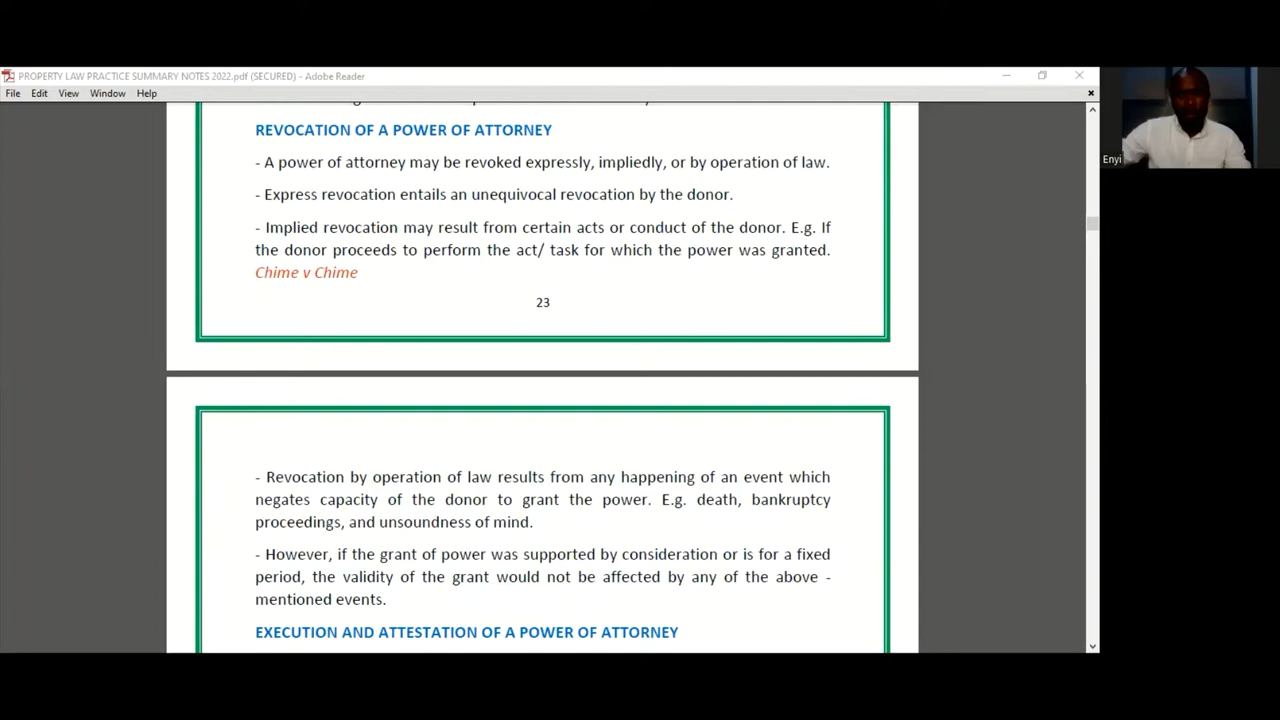 PROPERTY LAW PRACTICE SUMMARY NOTES 2022.pdf (SECURED) - Adobe Reader
File Edit View Window Help
REVOCATION OF A POWER OF ATTORNEY
- A power of attorney may be revoked expressly, impliedly, or by operation of law.
- Express revocation entails an unequivocal revocation by the donor.
- Implied revocation may result from certain acts or conduct of the donor. E.g. If
the donor proceeds to perform the act/ task for which the power was granted.
Chime v Chime
23
- Revocation by operation of law results from any happening of an event which
negates capacity of the donor to grant the power. E.g. death, bankruptcy
proceedings, and unsoundness of mind.
- However, if the grant of power was supported by consideration or is for a fixed
period, the validity of the grant would not be affected by any of the above -
mentioned events.
EXECUTION AND ATTESTATION OF A POWER OF ATTORNEY
Enyi